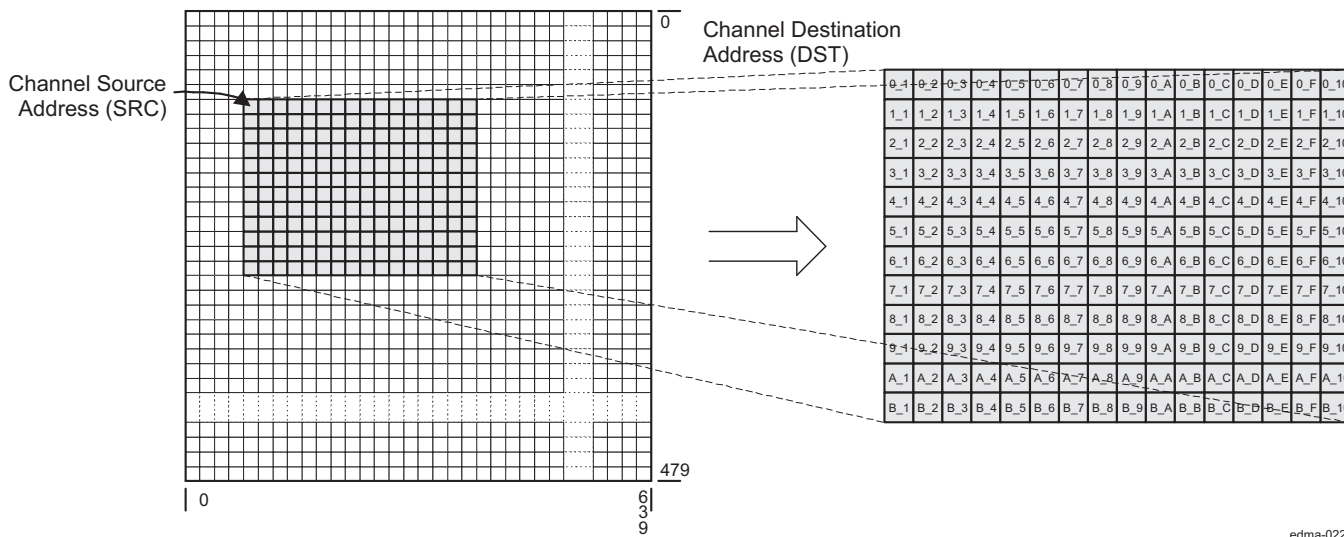 0
Channel Destination
Address (DST)
Channel Source
Address (SRC)
0_1 0_2 0_3 0_4 0_5 0_6 0_7 0_8 0_9 0_A 0_B 0_C 0_D 0_E 0_F 0_10
1_1 1_2 1_3 1_4 1_5 1_6 1_7 1_8 1_9 1_A 1_B 1_C 1_D 1_E 1_F 1_10
2_1 2_2 2_3 2_4 2_5 2_6 2_7 2_8 2_9 2_A 2_B 2_C 2_D 2_E 2_F 2_10
3_1 3_2 3_3 3_4 3_5 3_6 3_7 3_8 3_9 3_A 3_B 3_C 3_D 3_E 3_F 3_10
4_1 4_2 4_3 4_4 4_5 4_6 4_7 4_8 4_9 4_A 4_B 4_C 4_D 4_E 4_F 4_10
5_1 5_2 5_3 5_4 5_5 5_6 5_7 5_8 5_9 5_A 5_B 5_C 5_D 5_E 5_F 5_10
6_1 6_2 6_3 6_4 6_5 6_6 6_7 6_8 6_9 6_A 6_B 6_C 6_D 6_E 6_F 6_10
7_1 7_2 7_3 7_4 7_5 7_6 7_7 7_8 7_9 7_A 7_B 7_C 7_D 7_E 7_F 7_10
8_1 8_2 8_3 8_4 8_5 8_6 8_7 8_8 8_9 8_A 8_B 8_C 8_D 8_E 8_F 8_10
9_1 9_2 9_3 9_4 9_5 9_6 9_7 9_8 9_9 9_A 9_B 9_C 9_D 9_E 9_F 9_10
A_1 A_2 A_3 A_4 A_5 A_6 A_7 A_8 A_9 A_A A_B A_C A_D A_E A_F A_10
B_1 B_2 B_3 B_4 B_5 B_6 B_7 B_8 B_9 B_A B_B B_C B_D B_E B_F B_10
479
0
6
3
9
edma-022